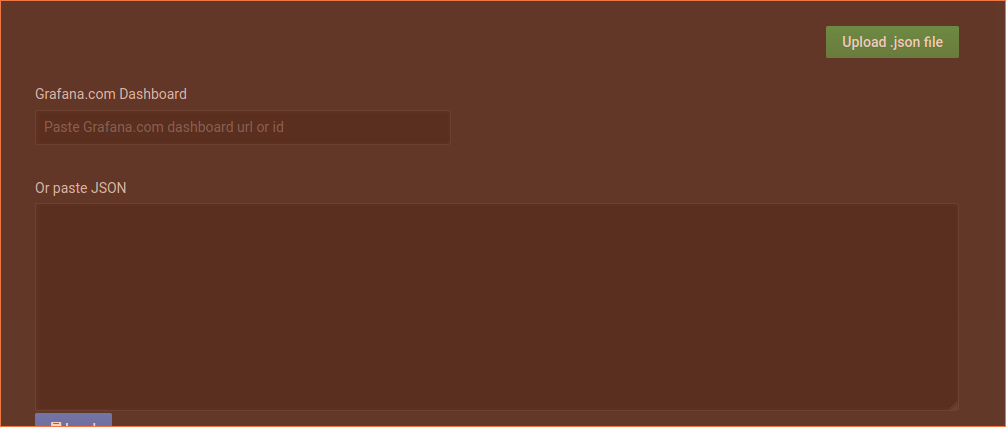 Upload .json file
Grafana.com Dashboard
Paste Grafana.com dashboard url or id
Or paste JSON